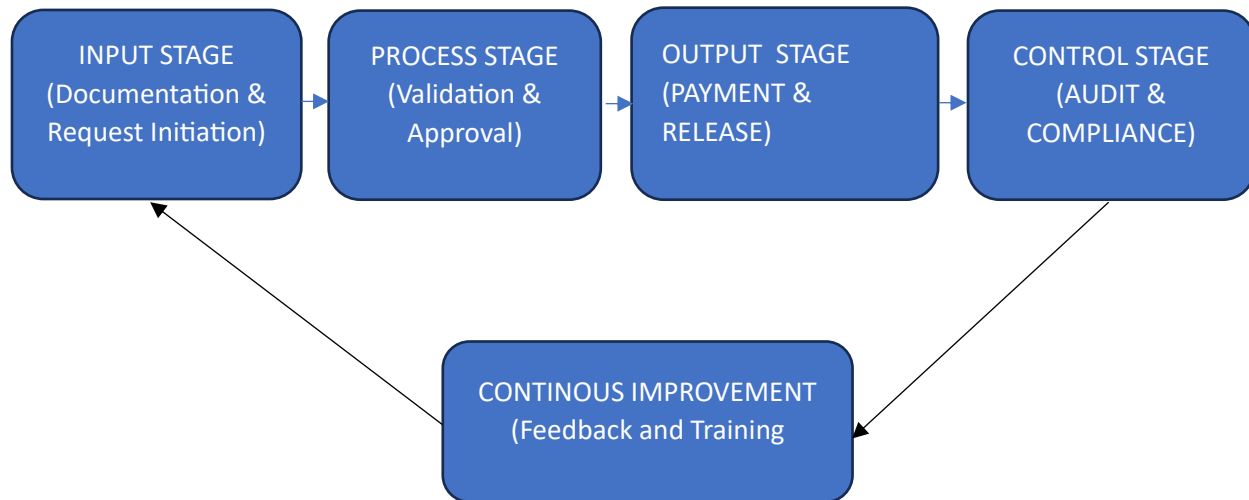 INPUT STAGE
(Documentation &
Request Initiation)
PROCESS STAGE
(Validation &
Approval)
OUTPUT  STAGE
(PAYMENT &
RELEASE)
CONTROL STAGE
(AUDIT &
COMPLIANCE)
CONTINOUS IMPROVEMENT
(Feedback and Training